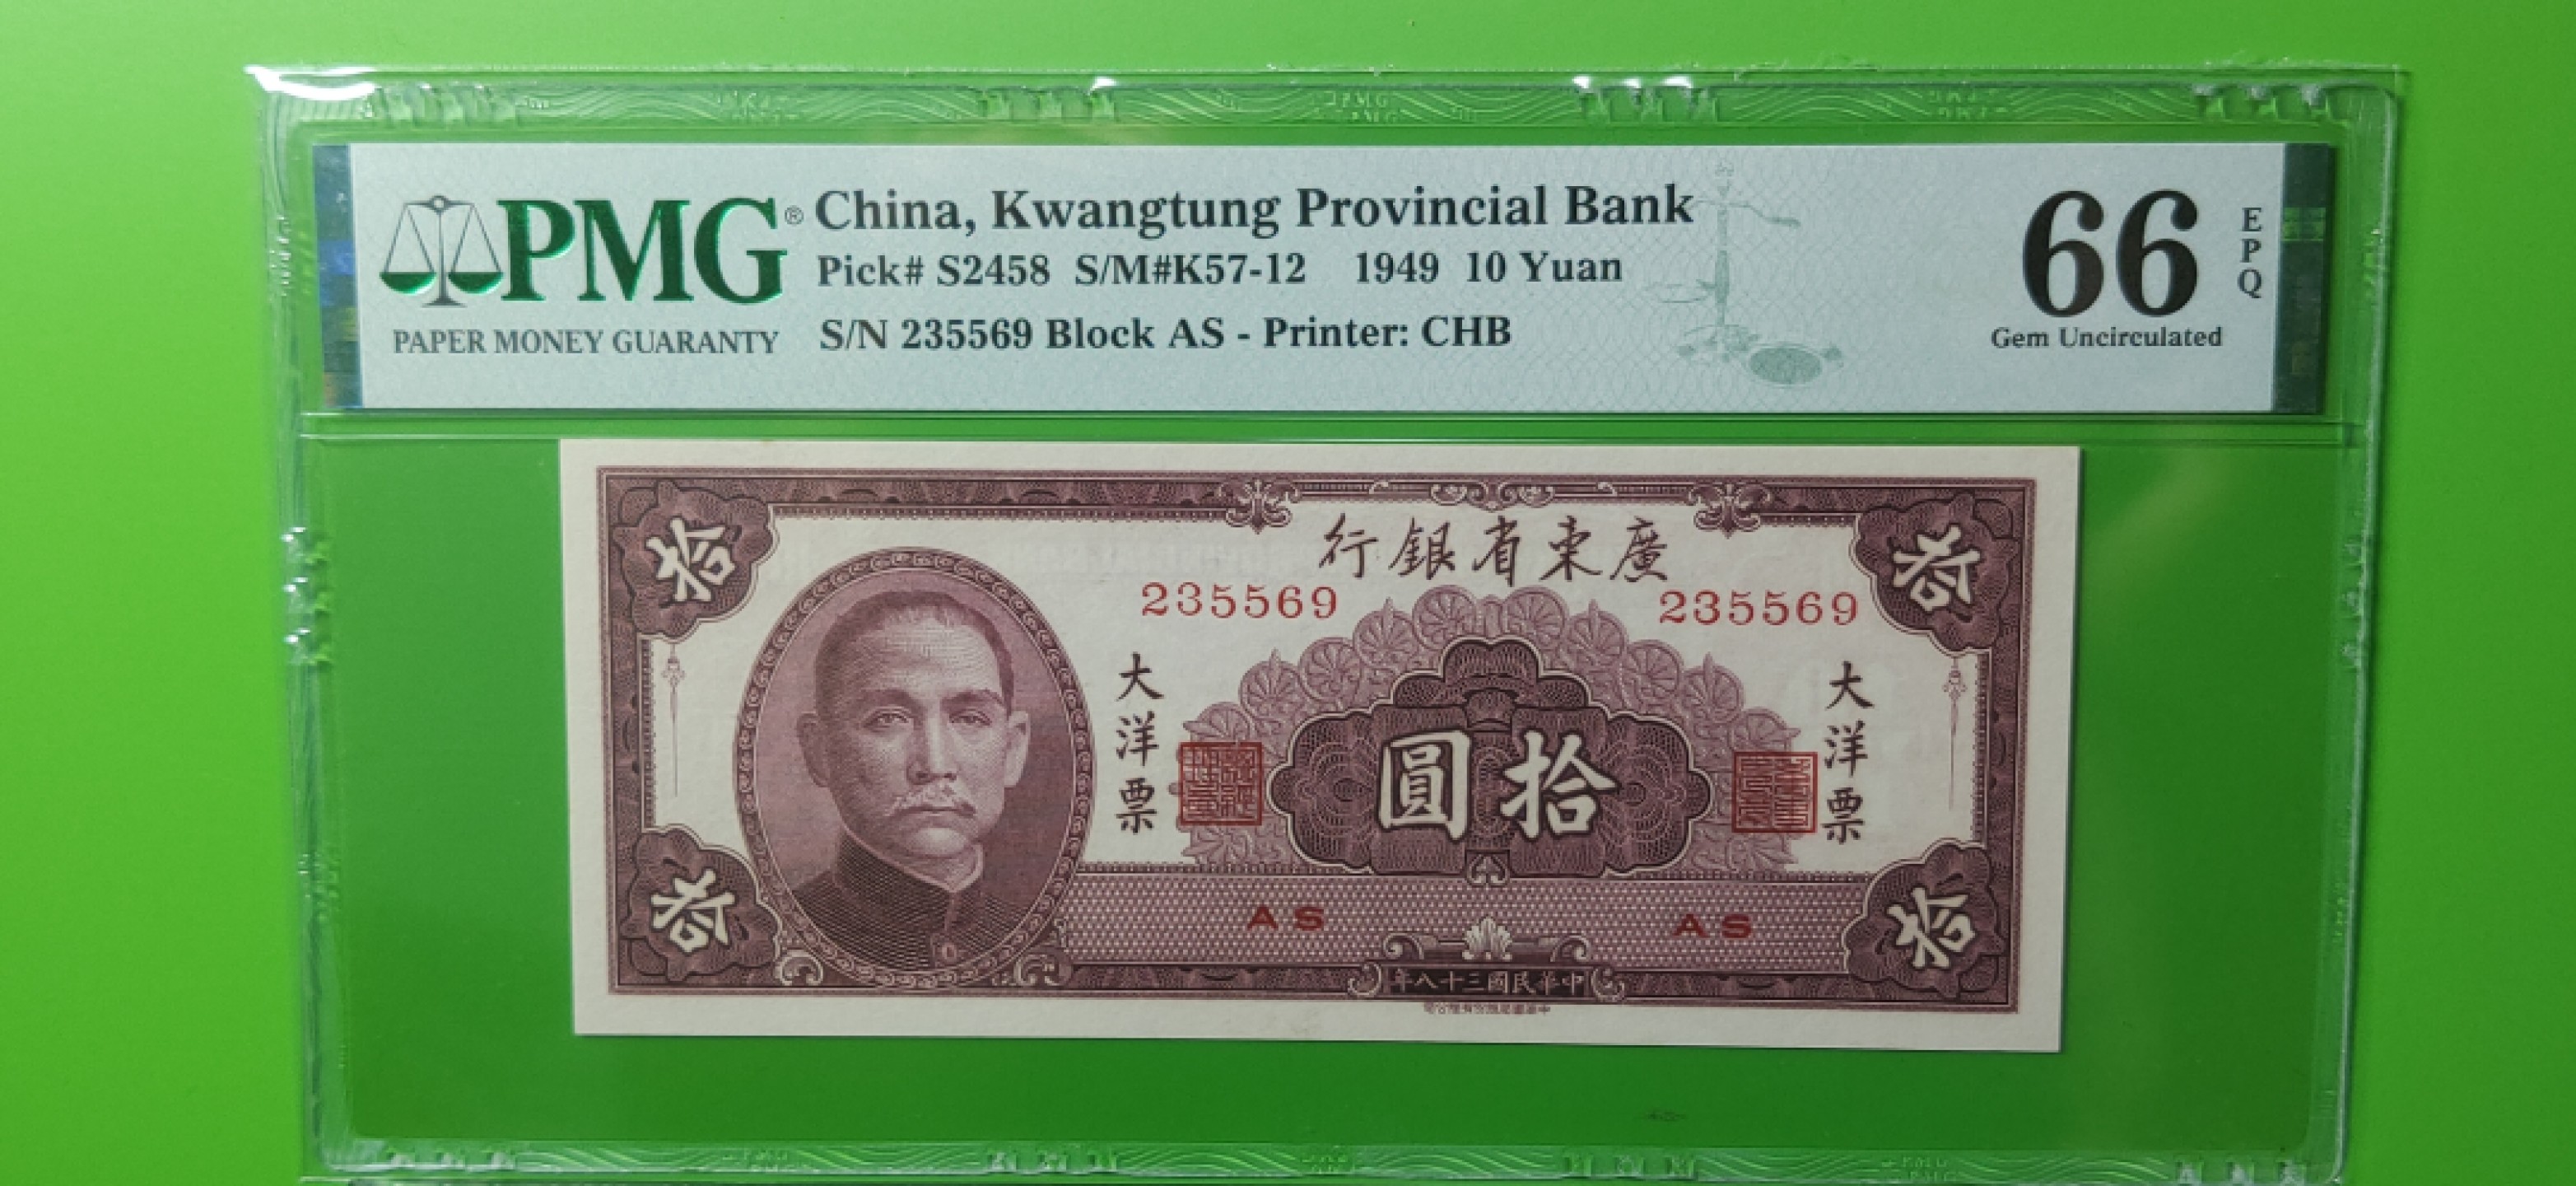 PMG®
PAPER MONEY GUARANTY
China, Kwangtung Provincial Bank
Pick# S2458 S/M#K57-12 1949 10 Yuan
S/N 235569 Block AS - Printer: CHB
66
EPQ
Gem Uncirculated
拾
拾
行銀省東廣
235569
235569
大洋票
大洋票
圓拾
AS
AS
拾
拾
年八十三國民華中